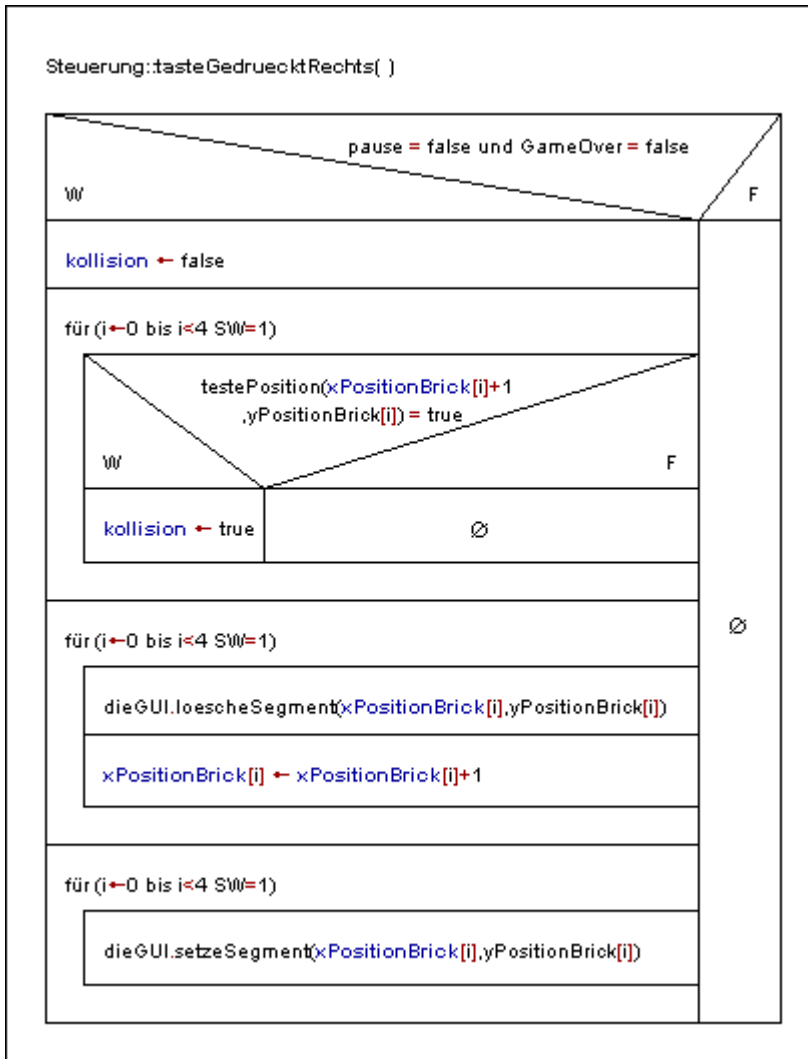 Steuerung::tasteGedruecktRechts( )
pause = false und GameOver = false
W
F
kollision ← false
für (i←0 bis i<4 SW=1)
testePosition(xPositionBrick[i]+1
,yPositionBrick[i]) = true
W
F
kollision ← true
∅
∅
für (i←0 bis i<4 SW=1)
dieGUI.loescheSegment(xPositionBrick[i],yPositionBrick[i])
xPositionBrick[i] ← xPositionBrick[i]+1
für (i←0 bis i<4 SW=1)
dieGUI.setzeSegment(xPositionBrick[i],yPositionBrick[i])